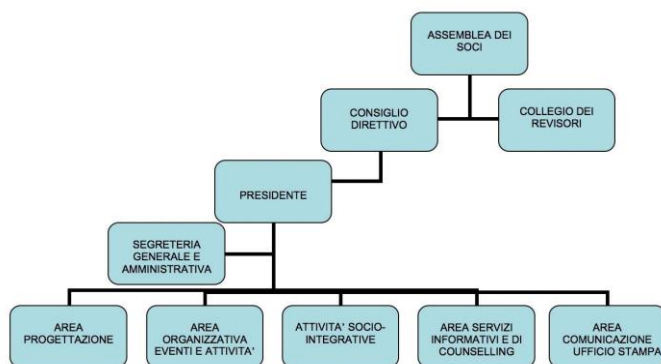 ASSEMBLEA DEI
SOCI
CONSIGLIO
DIRETTIVO
COLLEGIO DEI
REVISORI
PRESIDENTE
SEGRETERIA
GENERALE E
AMMINISTRATIVA
AREA
PROGETTAZIONE
AREA
ORGANIZZATIVA
EVENTI E ATTIVITA'
ATTIVITA' SOCIO-
INTEGRATIVE
AREA SERVIZI
INFORMATIVI E DI
COUNSELLING
AREA
COMUNICAZIONE
UFFICIO STAMPA